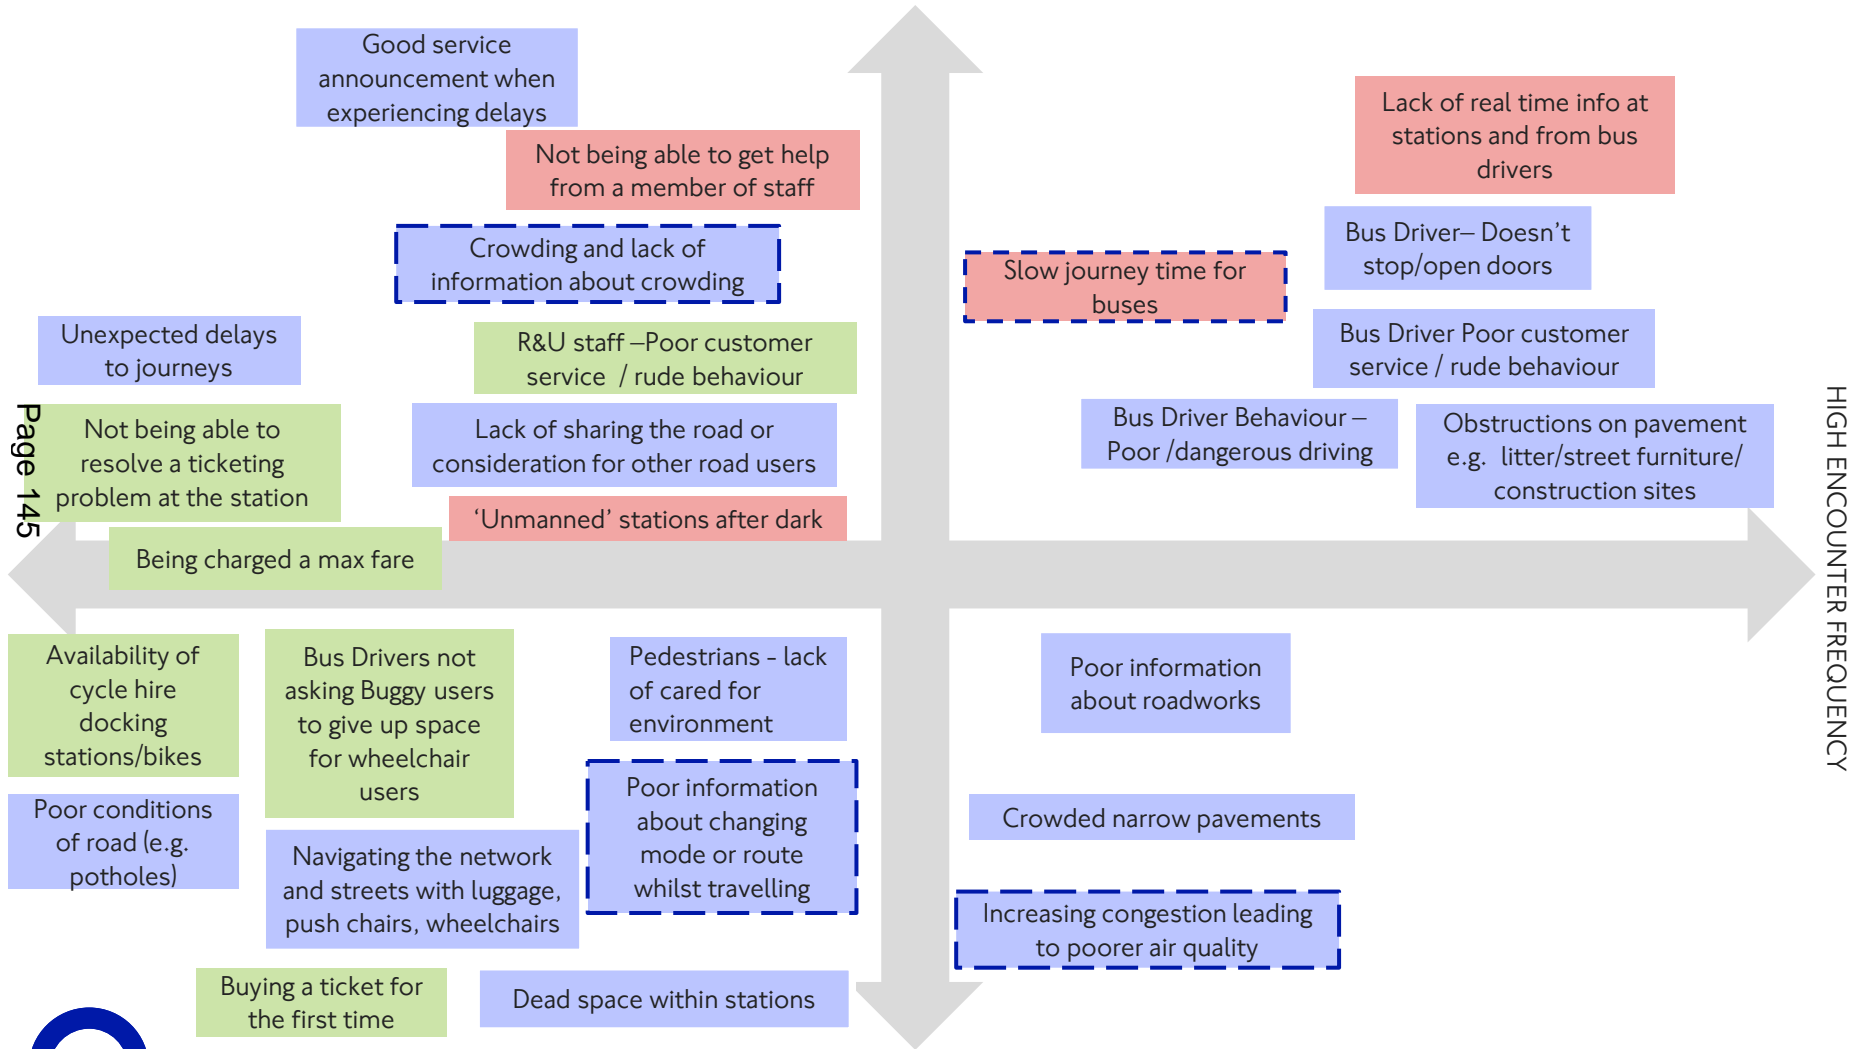 Good service
announcement when
experiencing delays
Not being able to get help
from a member of staff
Crowding and lack of
information about crowding
Unexpected delays
to journeys
R&U staff –Poor customer
service / rude behaviour
Not being able to
resolve a ticketing
problem at the station
Lack of sharing the road or
consideration for other road users
‘Unmanned’ stations after dark
Being charged a max fare
Page 145
Lack of real time info at
stations and from bus
drivers
Bus Driver– Doesn’t
stop/open doors
Slow journey time for
buses
Bus Driver Poor customer
service / rude behaviour
Bus Driver Behaviour –
Poor /dangerous driving
Obstructions on pavement
e.g. litter/street furniture/
construction sites
HIGH ENCOUNTER FREQUENCY
Availability of
cycle hire
docking
stations/bikes
Bus Drivers not
asking Buggy users
to give up space
for wheelchair
users
Pedestrians - lack
of cared for
environment
Poor conditions
of road (e.g.
potholes)
Navigating the network
and streets with luggage,
push chairs, wheelchairs
Poor information
about changing
mode or route
whilst travelling
Buying a ticket for
the first time
Dead space within stations
Poor information
about roadworks
Crowded narrow pavements
Increasing congestion leading
to poorer air quality